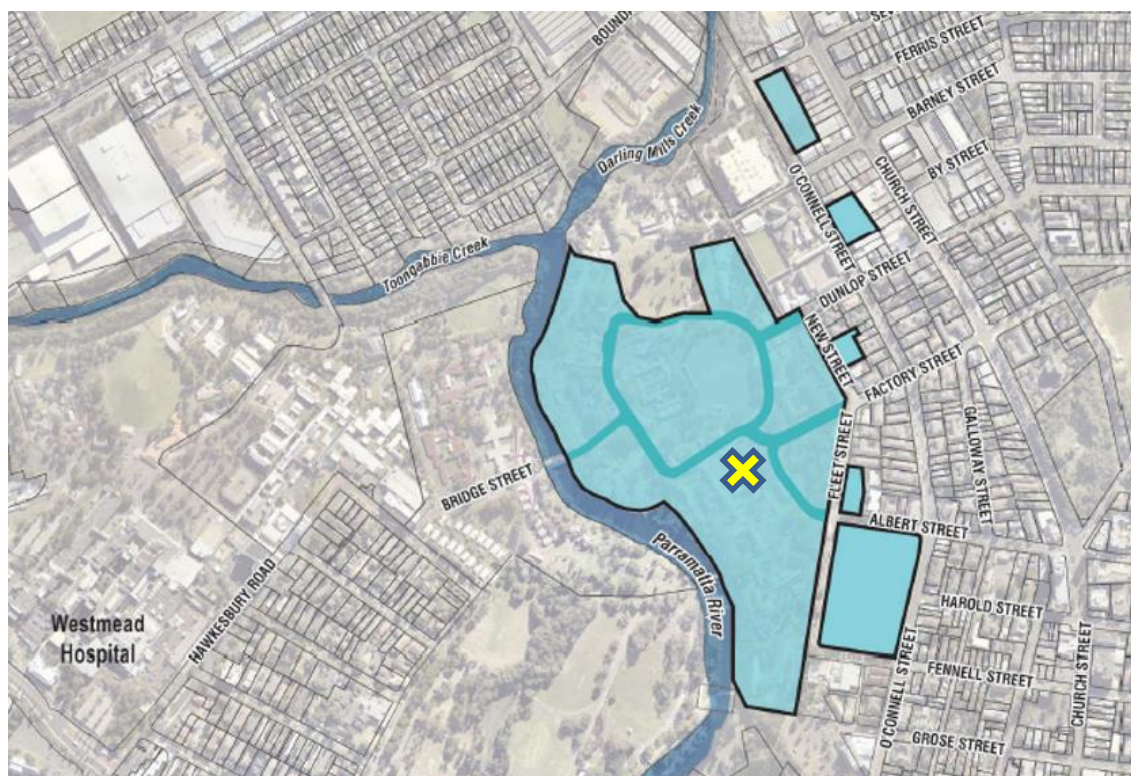 BOUNDA
SEV
FERRIS STREET
BARNEY STREET
Darling Mills Creek
BY STREET
CHURCH STREET
O'CONNELL STREET
Toongabbie Creek
DUNLOP STREET
NEW STREET
FACTORY STREET
GALLOWAY STREET
FLEET STREET
BRIDGE STREET
ALBERT STREET
Parramatta River
HAWKESBURY ROAD
HAROLD STREET
Westmead
Hospital
FENNELL STREET
CHURCH STREET
O'CONNELL STREET
GROSE STREET